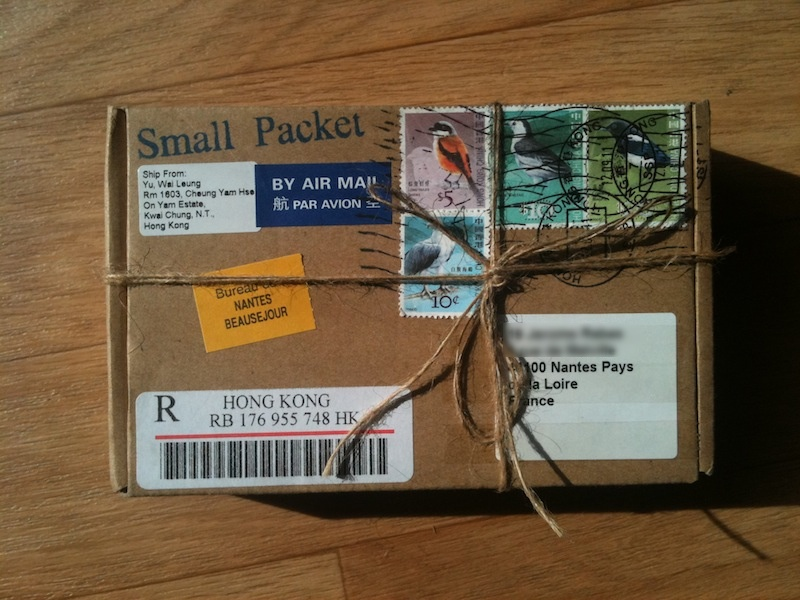 Small Packet
Ship From:
Yu, Wai Leung
Rm 1603, Cheung Yam Hse
On Yam Estate,
Kwai Chung, N.T.,
Hong Kong
BY AIR MAIL
航 PAR AVION 空
$5
10¢
Bureau
NANTES
BEAUSEJOUR
100 Nantes Pays
la Loire
France
R
HONG KONG
RB 176 955 748 HK